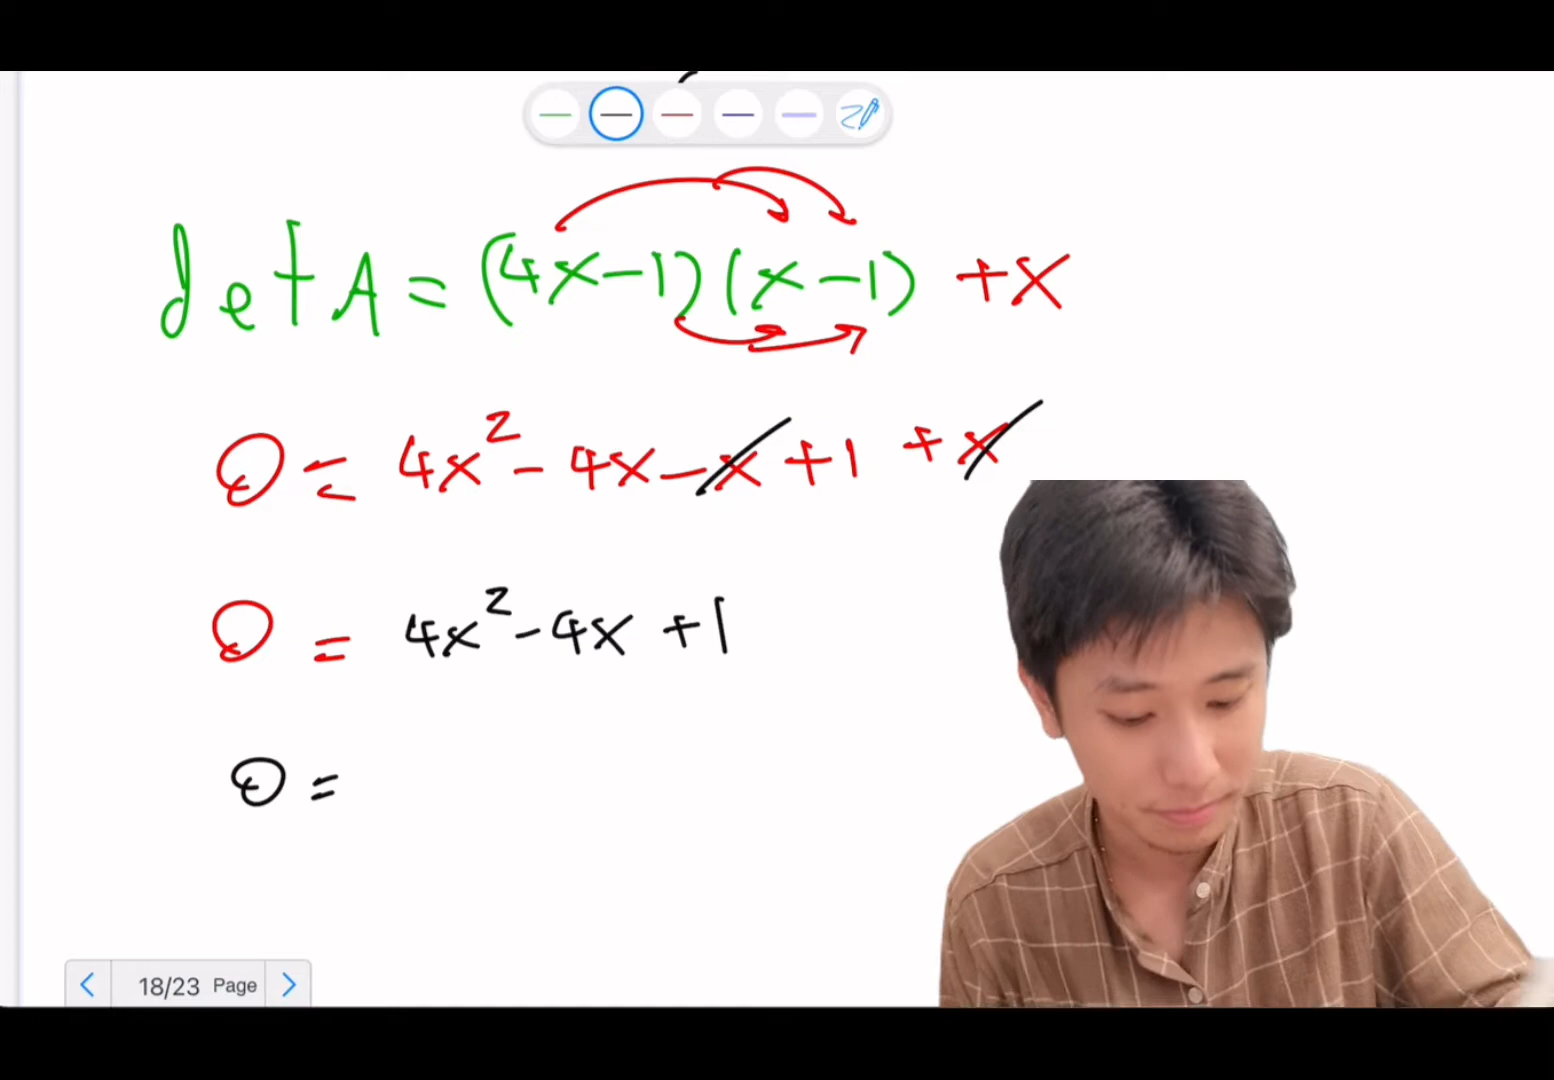 det A = (4x-1)(x-1) +x
0 = 4x² - 4x - x + 1 + x
0 = 4x² - 4x + 1
0 =
18/23 Page